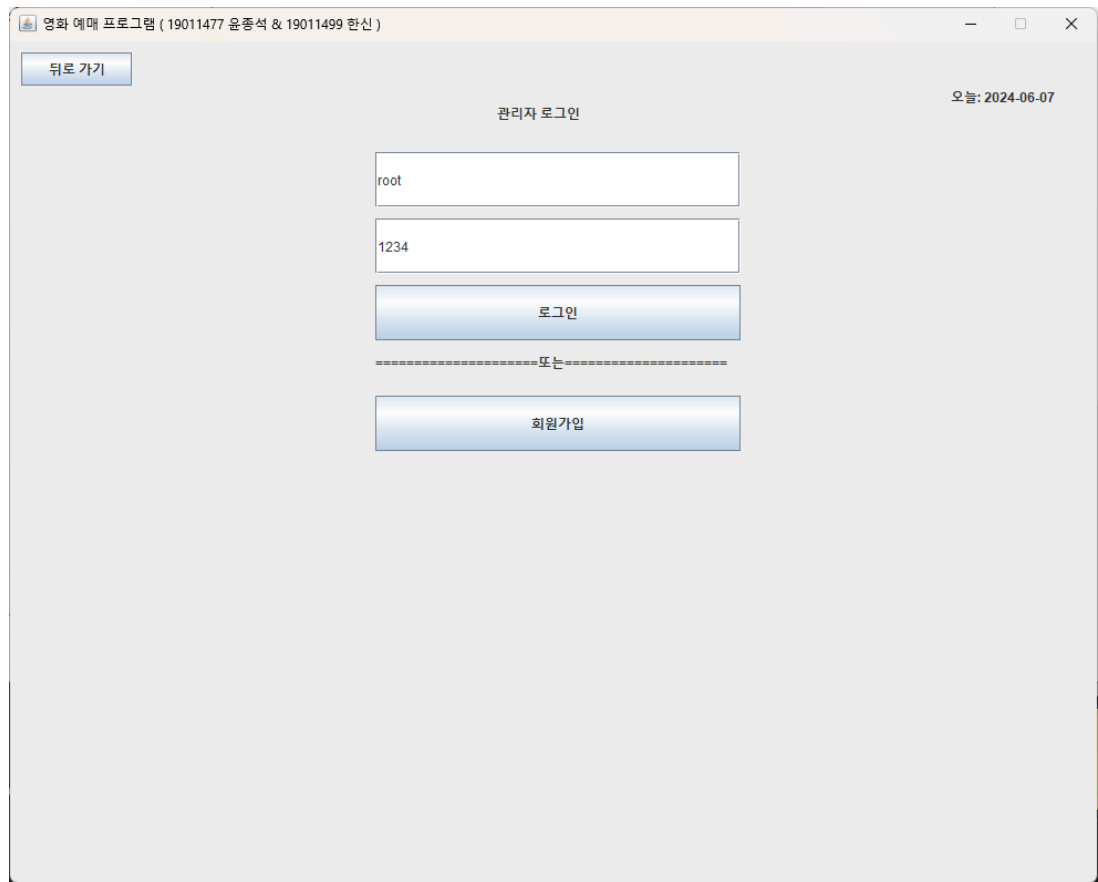 영화 예매 프로그램 ( 19011477 윤종석 & 19011499 한신 )
뒤로 가기
오늘: 2024-06-07
관리자 로그인
root
1234
로그인
=====================또는=====================
회원가입